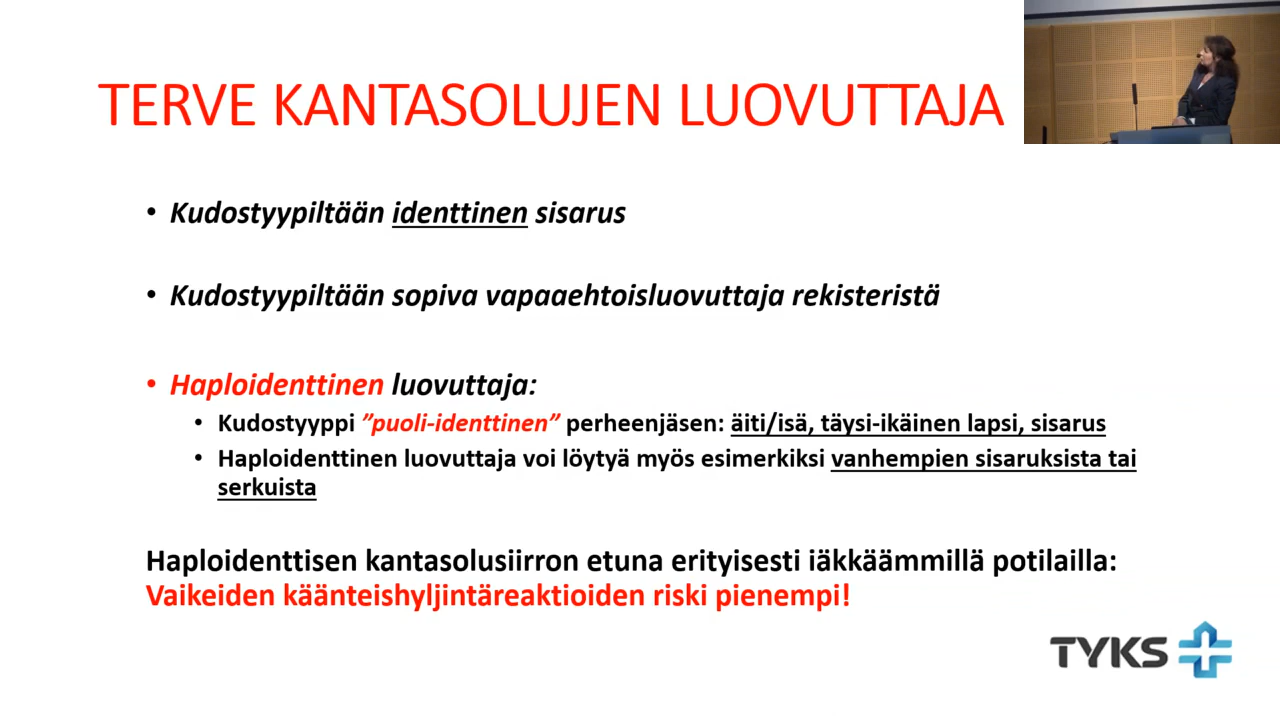 TERVE KANTASOLUJEN LUOVUTTAJA
• Kudostyypiltään identtinen sisarus
• Kudostyypiltään sopiva vapaaehtoisluovuttaja rekisteristä
• Haploidenttinen luovuttaja:
• Kudostyyppi ”puoli-identtinen” perheenjäsen: äiti/isä, täysi-ikäinen lapsi, sisarus
• Haploidenttinen luovuttaja voi löytyä myös esimerkiksi vanhempien sisaruksista tai
serkuista
Haploidenttisen kantasolusiirron etuna erityisesti iäkkäämmillä potilailla:
Vaikeiden käänteishyljintäreaktioiden riski pienempi!
TYKS